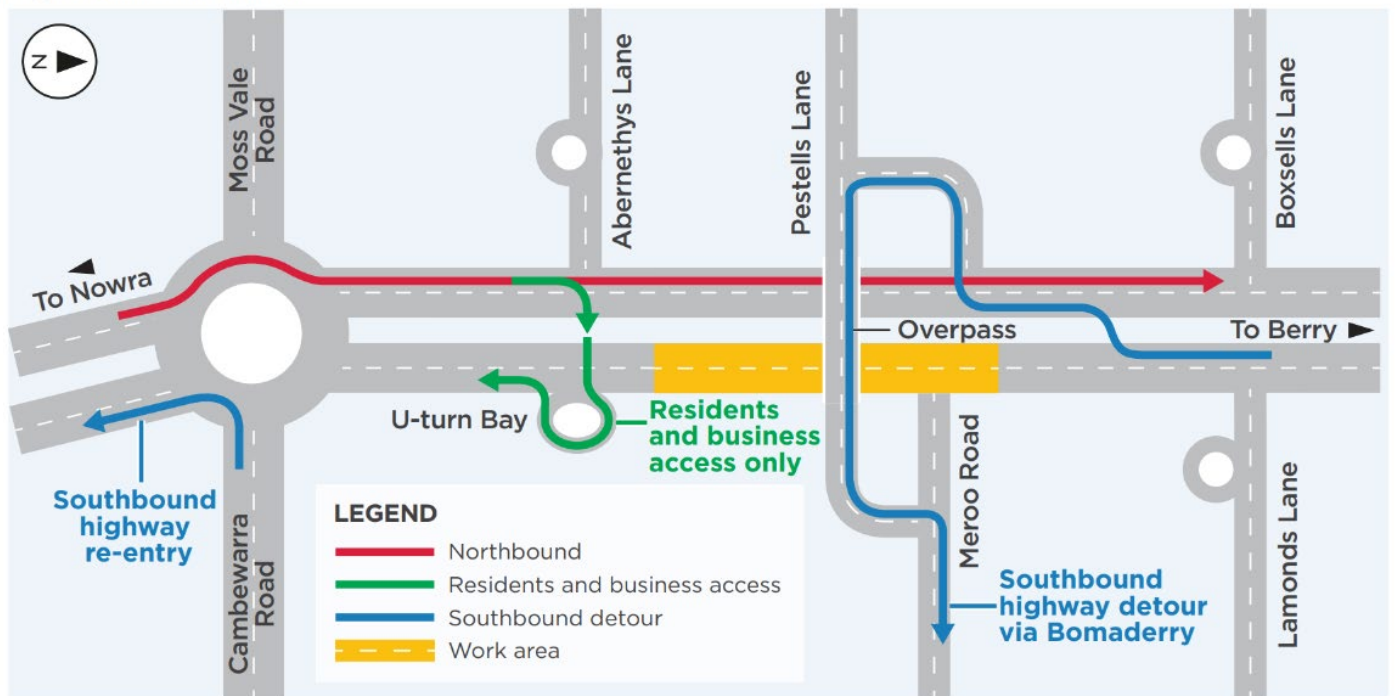 N
Moss Vale
Road
Abernethys Lane
Pestells Lane
Boxsells Lane
To Nowra
Overpass
To Berry
U-turn Bay
Residents
and business
access only
Southbound
highway
re-entry
Cambewarra
Road
Meroo Road
Lamonds Lane
Southbound
highway detour
via Bomaderry
LEGEND
Northbound
Residents and business access
Southbound detour
Work area